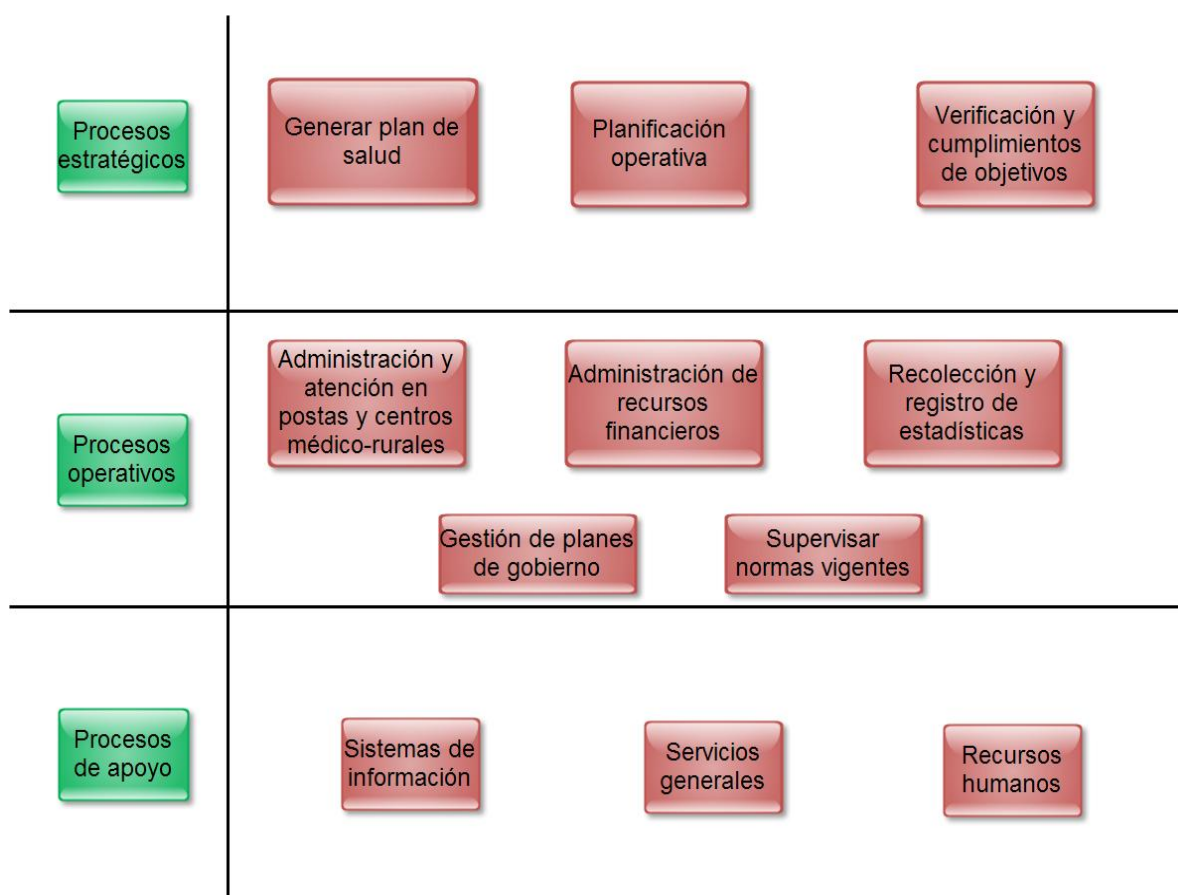 Procesos
estratégicos
Generar plan de
salud
Planificación
operativa
Verificación y
cumplimientos
de objetivos
Procesos
operativos
Administración y
atención en
postas y centros
médico-rurales
Administración de
recursos
financieros
Recolección y
registro de
estadísticas
Gestión de planes
de gobierno
Supervisar
normas vigentes
Procesos
de apoyo
Sistemas de
información
Servicios
generales
Recursos
humanos